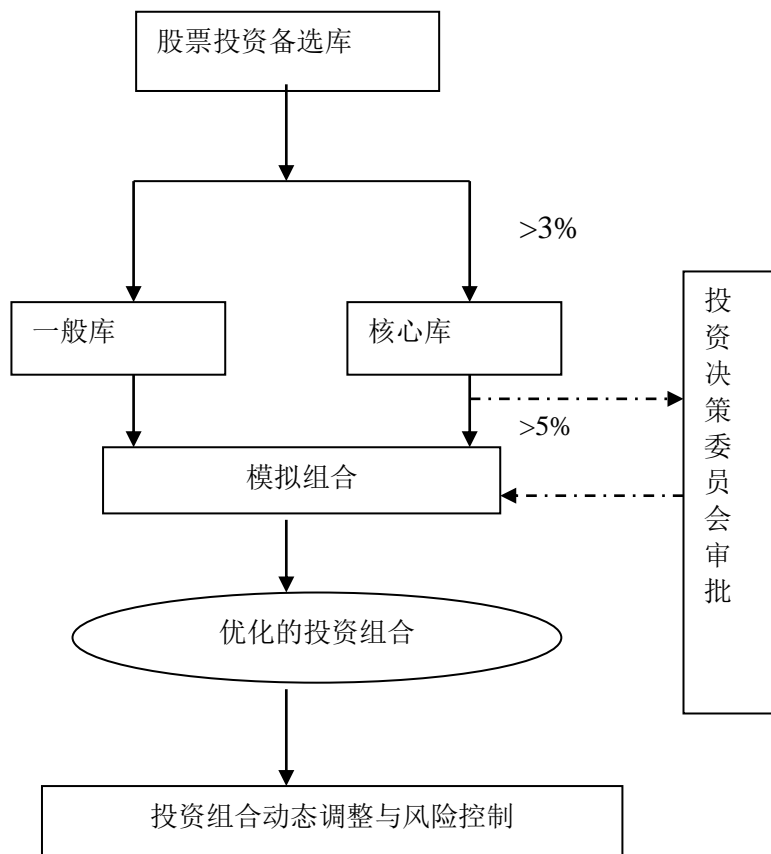 股票投资备选库
>3%
一般库
核心库
投资决策委员会审批
>5%
模拟组合
优化的投资组合
投资组合动态调整与风险控制